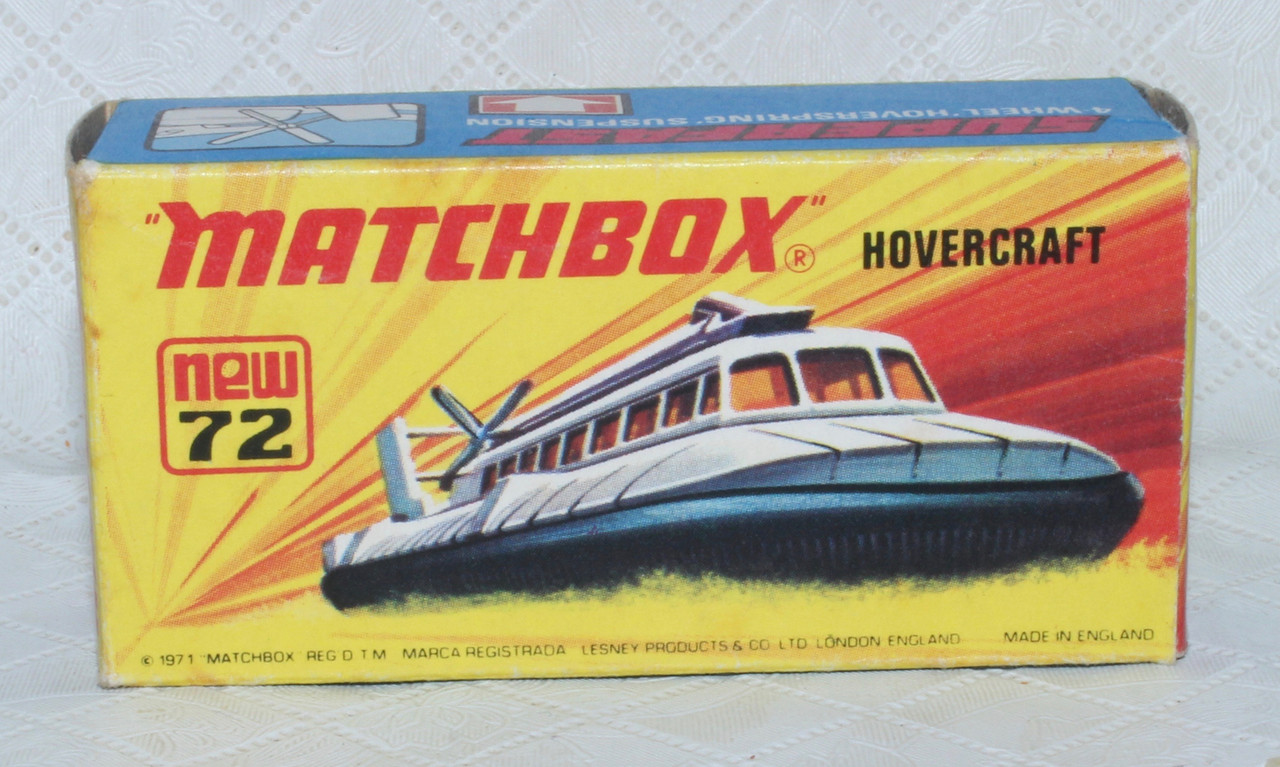 4-WHEEL 'HOVERSPRING' SUSPENSION
SUPERFAST
"MATCHBOX"®
HOVERCRAFT
new
72
© 1971 "MATCHBOX" REG'D T M MARCA REGISTRADA LESNEY PRODUCTS & CO LTD LONDON ENGLAND MADE IN ENGLAND